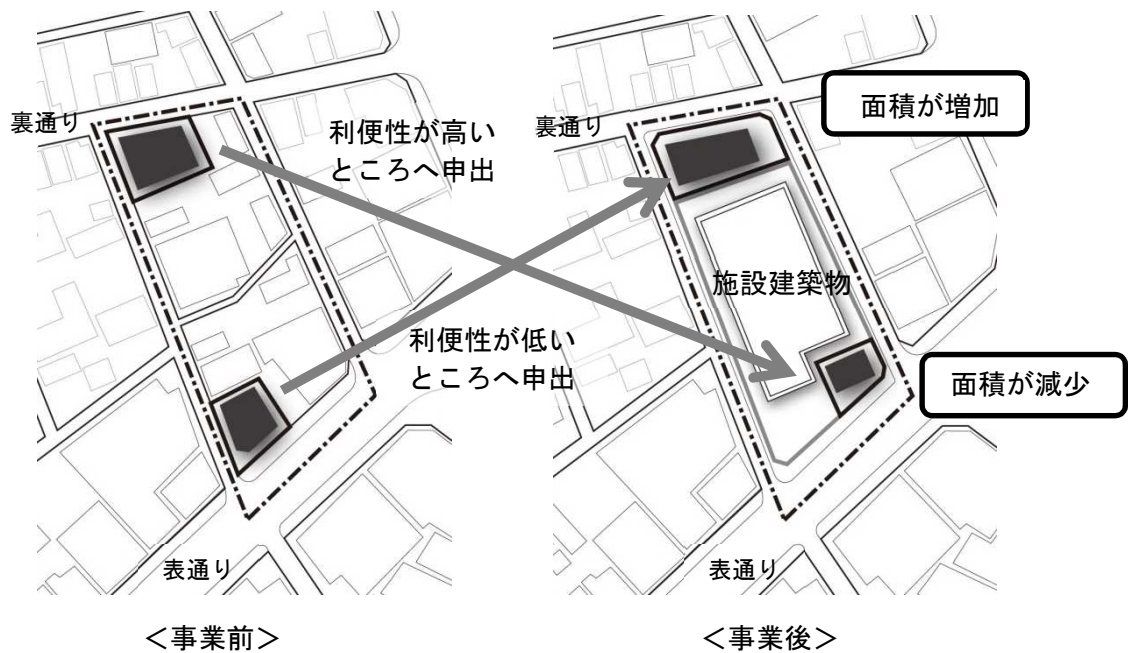 裏通り
利便性が高い
ところへ申出
利便性が低い
ところへ申出
表通り
＜事業前＞
裏通り
面積が増加
施設建築物
面積が減少
表通り
＜事業後＞